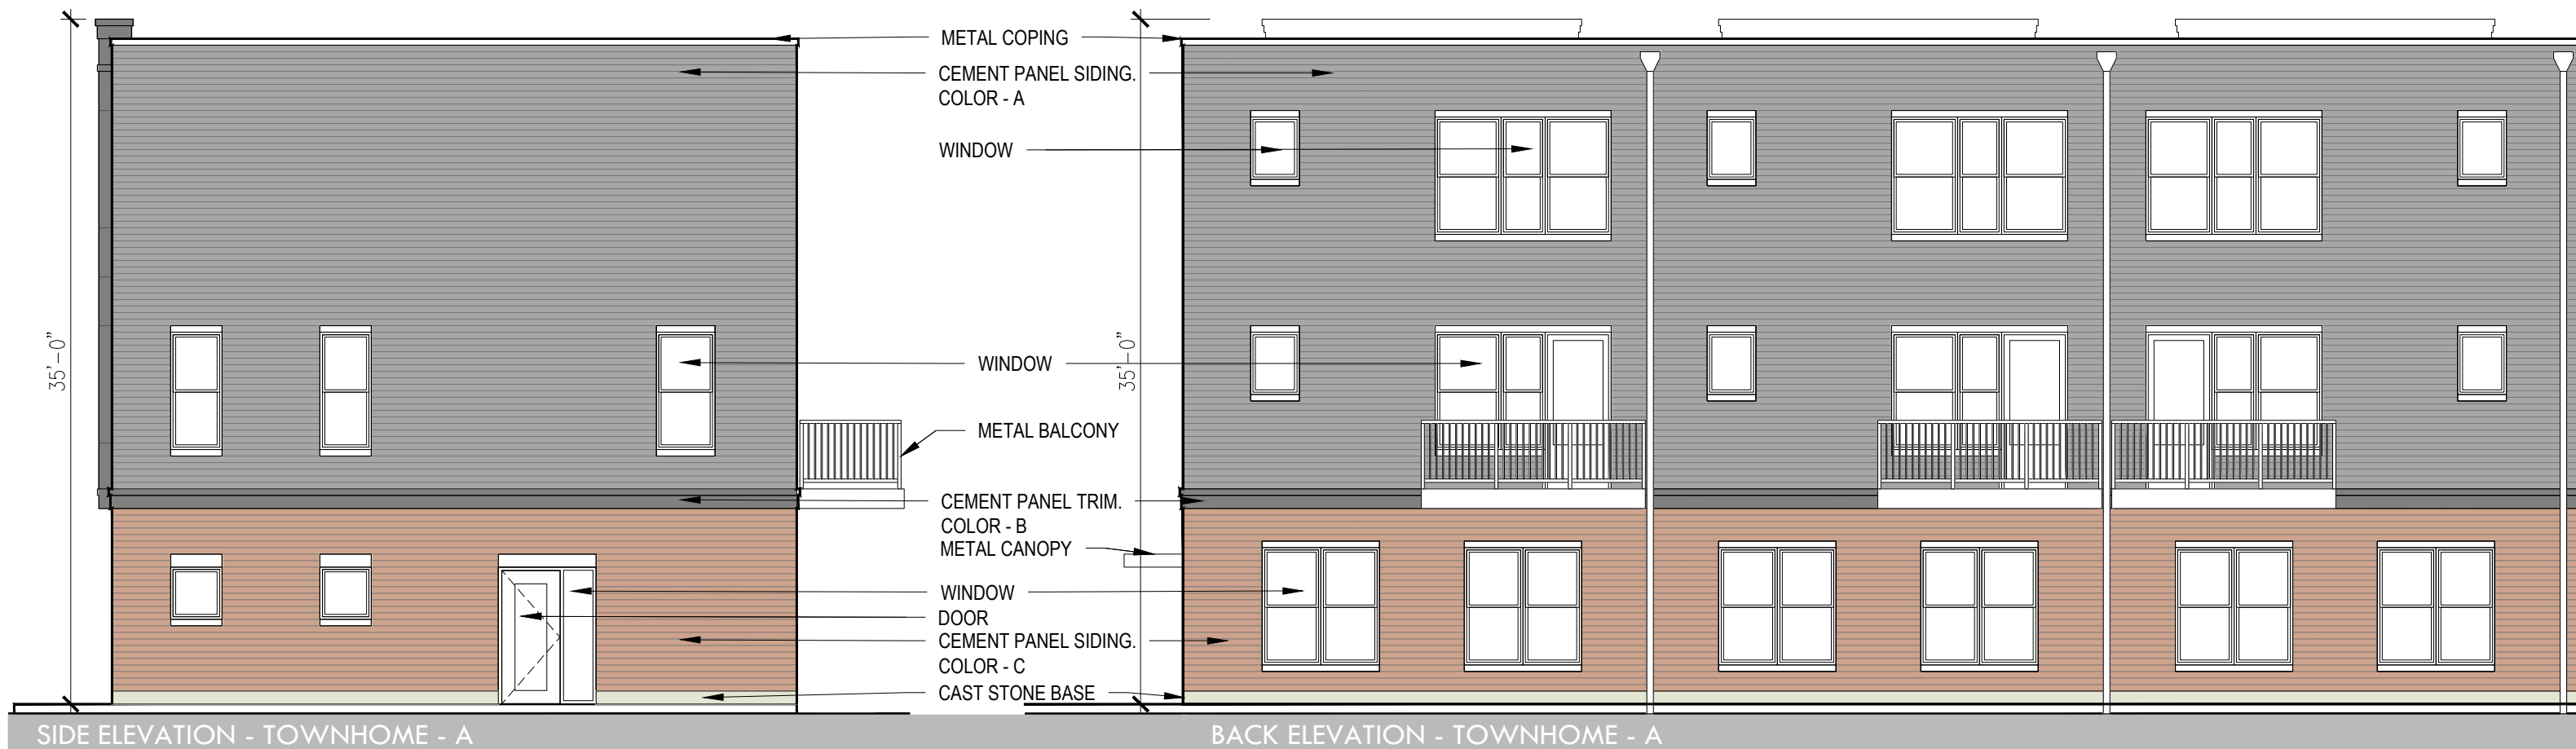 METAL COPING
CEMENT PANEL SIDING.
COLOR - A
WINDOW
35'-0"
WINDOW
35'-0"
METAL BALCONY
CEMENT PANEL TRIM.
COLOR - B
METAL CANOPY
WINDOW
DOOR
CEMENT PANEL SIDING.
COLOR - C
CAST STONE BASE
SIDE ELEVATION - TOWNHOME - A
BACK ELEVATION - TOWNHOME - A